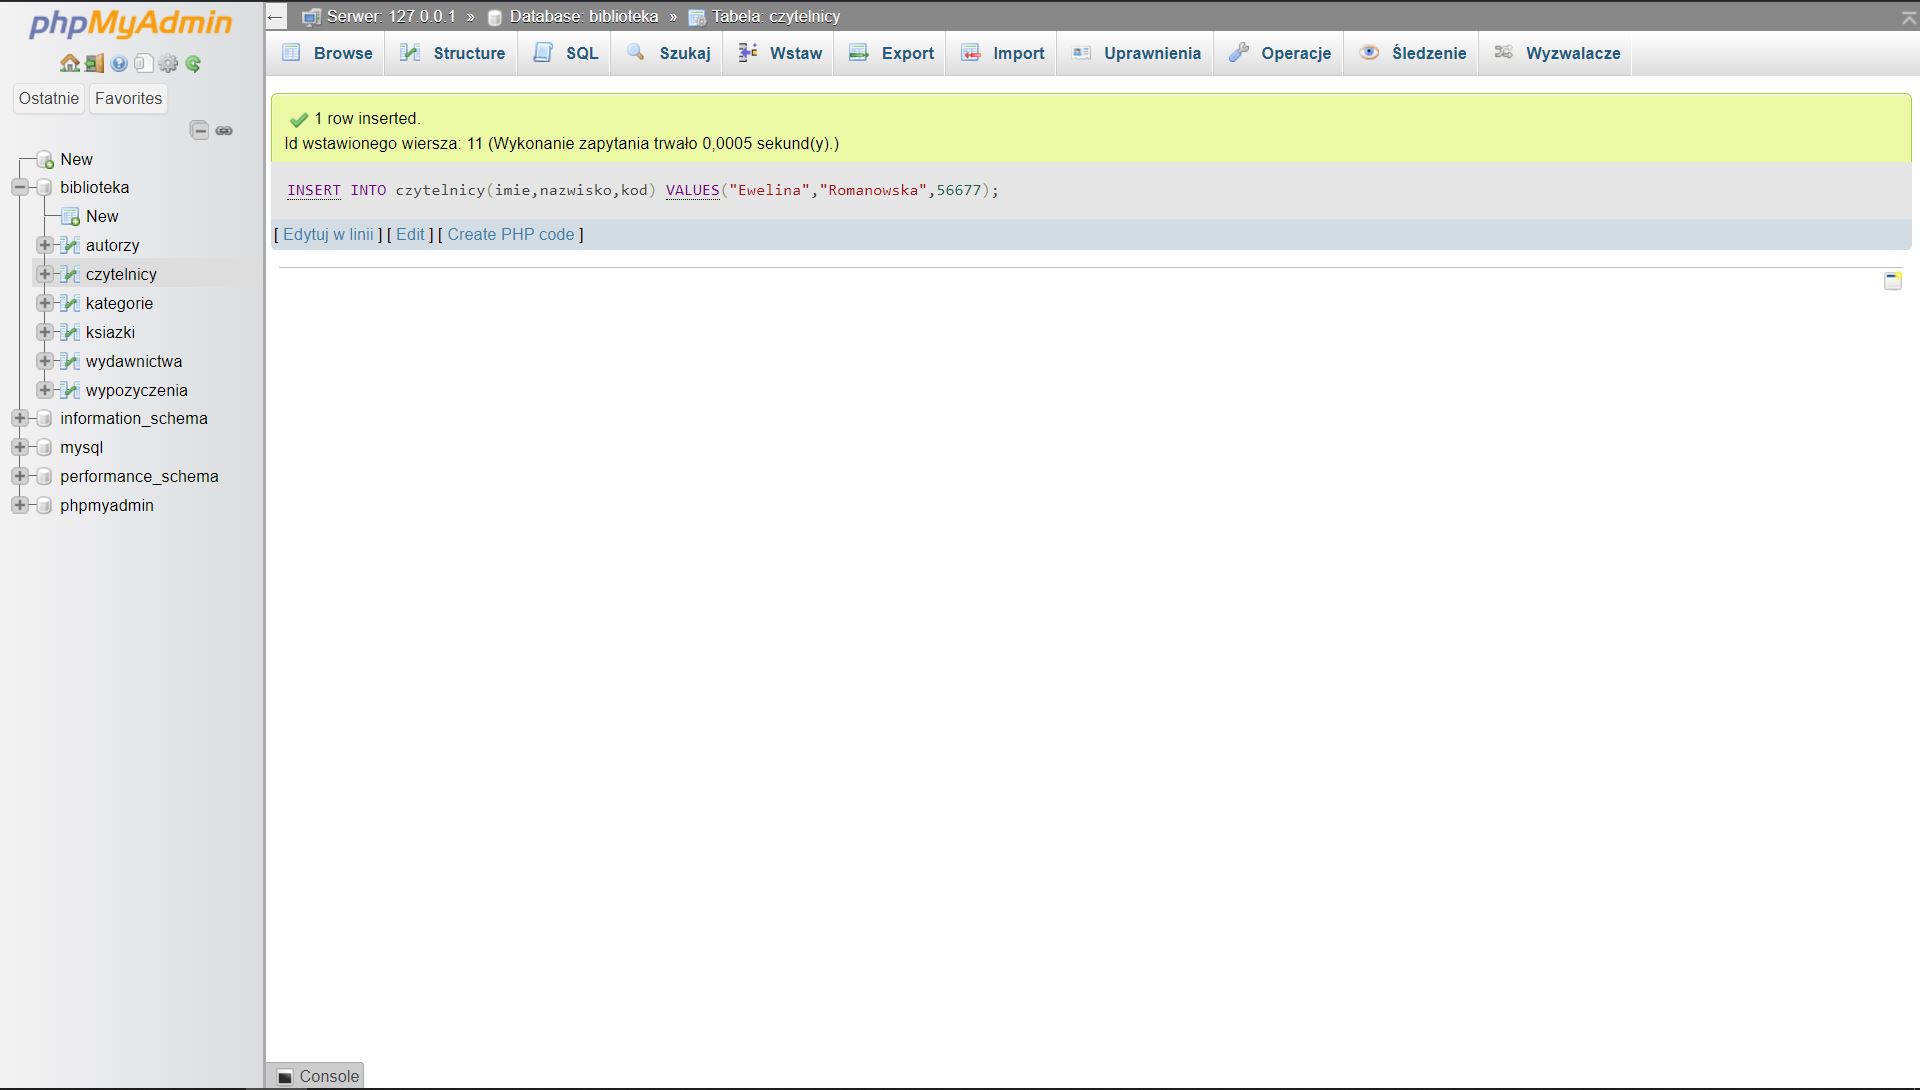 phpMyAdmin
Ostatnie Favorites
New
biblioteka
New
autorzy
czytelnicy
kategorie
ksiazki
wydawnictwa
wypozyczenia
information_schema
mysql
performance_schema
phpmyadmin
Serwer: 127.0.0.1 » Database: biblioteka » Tabela: czytelnicy
Browse Structure SQL Szukaj Wstaw Export Import Uprawnienia Operacje Śledzenie Wyzwalacze
1 row inserted.
Id wstawionego wiersza: 11 (Wykonanie zapytania trwało 0,0005 sekund(y).)
INSERT INTO czytelnicy(imie,nazwisko,kod) VALUES("Ewelina","Romanowska",56677);
[ Edytuj w linii ] [ Edit ] [ Create PHP code ]
Console